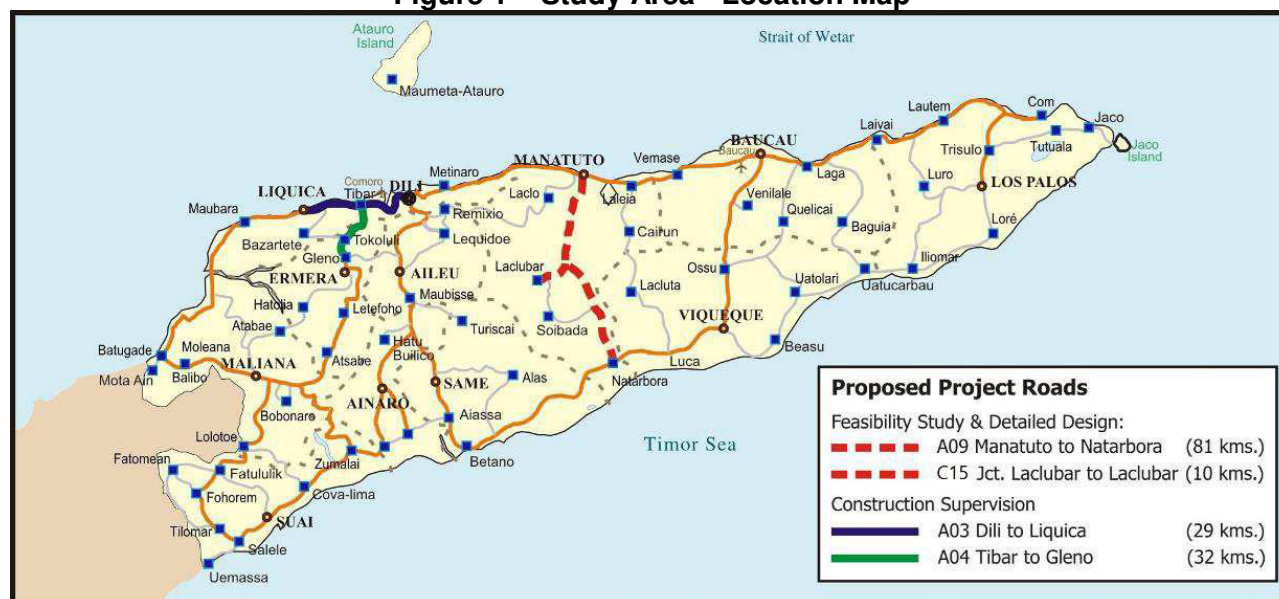 Figure 1 – Study Area - Location Map
Atauro
Island
Strait of Wetar
Maumeta-Atauro
Com
Lautem
Jaco
Laivai
BAUCAU
Baucau
Tutuala
Jaco
Island
Trisulo
MANATUTO
Vemase
Metinaro
Comoro
DILI
LIQUICA
Tibar
Laga
Luro
LOS PALOS
Laclo
Laleia
Venilale
Maubara
Remixio
Quelicai
Baguia
Loré
Bazartete
Tokoluli
Lequidoe
Cairun
Gleno
ERMERA
AILEU
Laclubar
Ossu
Iliomar
Uatolari
Uatucarbau
Hatolia
Letefoho
Maubisse
Lacluta
Atabae
Turiscai
Soibada
VIQUEQUE
Batugade
Moleana
Hatu
Builico
Beasu
Mota Ain
Balibo
MALIANA
Atsabe
Luca
Natarbora
SAME
Alas
AINARO
Bobonaro
Aiassa
Lolotoe
Zumalai
Betano
Timor Sea
Fatomean
Fatululik
Cova-lima
Fohorem
SUAI
Tilomar
Salele
Uemassa
Proposed Project Roads
Feasibility Study & Detailed Design:
A09 Manatuto to Natarbora (81 kms.)
C15 Jct. Laclubar to Laclubar (10 kms.)
Construction Supervision
A03 Dili to Liquica (29 kms.)
A04 Tibar to Gleno (32 kms.)